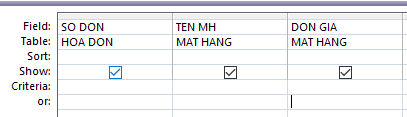 Field: SO DON TEN MH DON GIA
Table: HOA DON MAT HANG MAT HANG
Sort:
Show:
Criteria:
or: